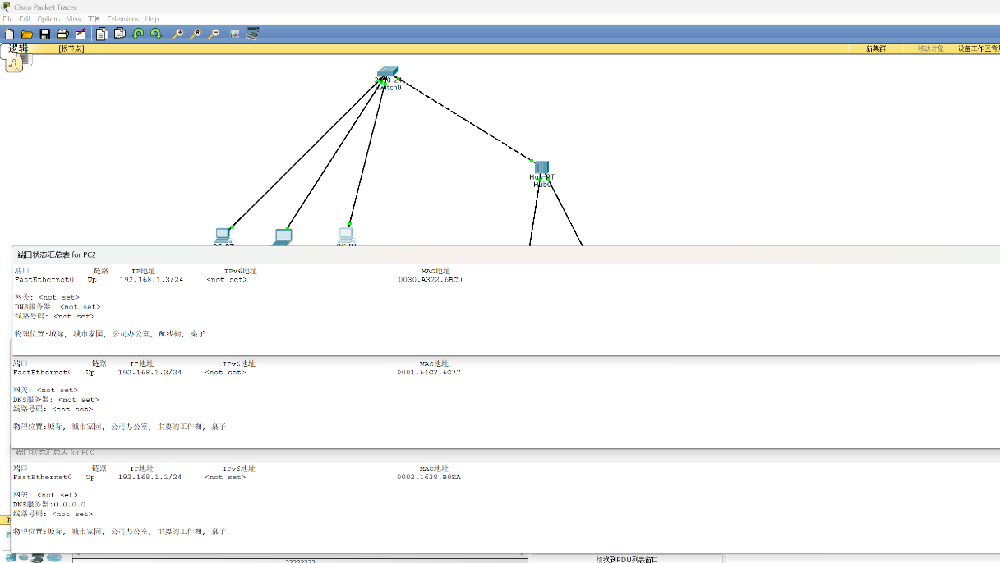 Cisco Packet Tracer
File Edit Options View 工具 Extensions Help
逻辑 [根节点] 新集群 移动对象 设备工作区背
Switch0
Hub-PT
Hub0
端口状态汇总表 for PC2
端口 链路 IP地址 IPv6地址 MAC地址
FastEthernet0 Up 192.168.1.3/24 <not set> 0030.A322.6BC0
网关: <not set>
DNS服务器: <not set>
线路号码: <not set>
物理位置:城际, 城市家园, 公司办公室, 配线橱, 桌子
端口 链路 IP地址 IPv6地址 MAC地址
FastEthernet0 Up 192.168.1.2/24 <not set> 0001.64C7.6C77
网关: <not set>
DNS服务器: <not set>
线路号码: <not set>
物理位置:城际, 城市家园, 公司办公室, 主要的工作橱, 桌子
端口状态汇总表 for PC0
端口 链路 IP地址 IPv6地址 MAC地址
FastEthernet0 Up 192.168.1.1/24 <not set> 0002.1638.B0EA
网关: <not set>
DNS服务器:0.0.0.0
线路号码: <not set>
物理位置:城际, 城市家园, 公司办公室, 主要的工作橱, 桌子
???????? 切换到PDU列表窗口